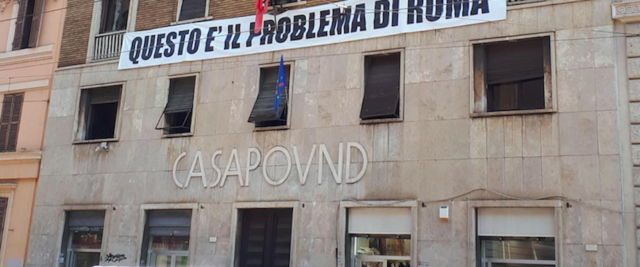 QUESTO E' IL PROBLEMA DI ROMA
CASAPOVND